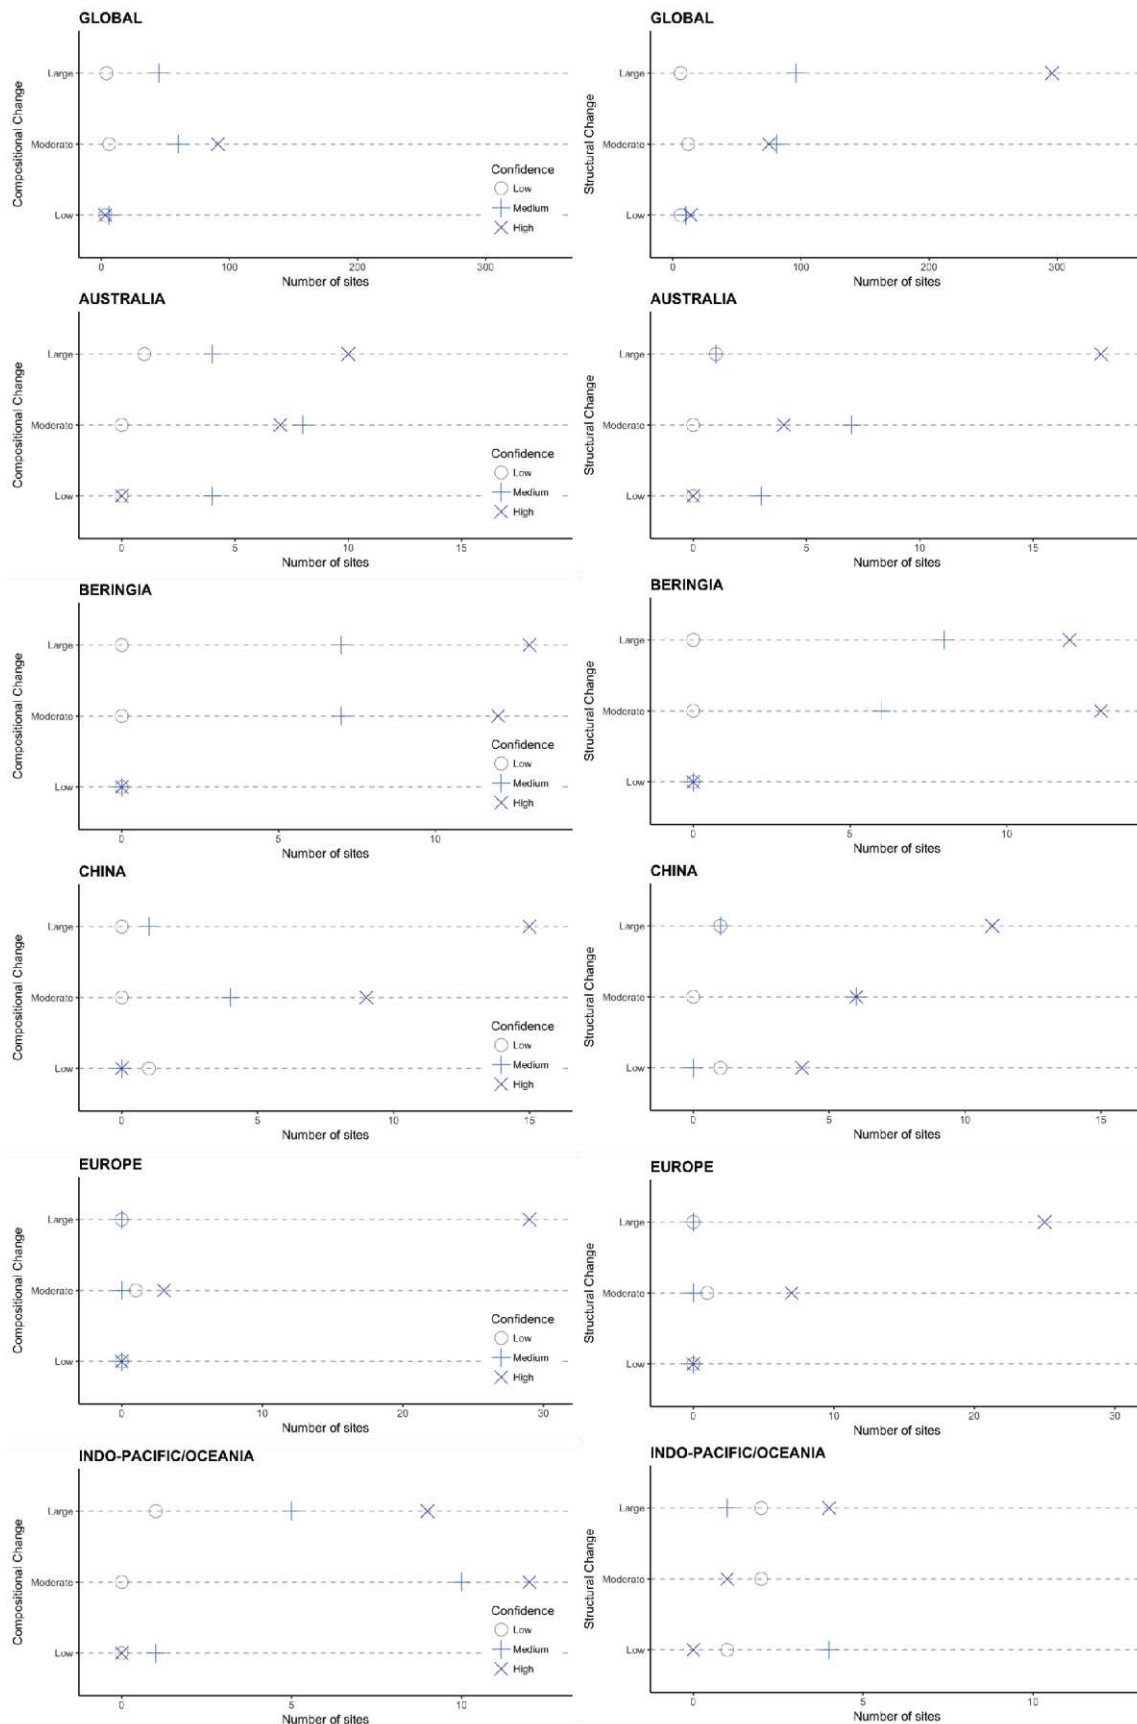 GLOBAL
Compositional Change
Large
Moderate
Low
Confidence
Low
Medium
High
0 100 200 300
Number of sites
GLOBAL
Structural Change
Large
Moderate
Low
0 100 200 300
Number of sites
AUSTRALIA
Compositional Change
Large
Moderate
Low
Confidence
Low
Medium
High
0 5 10 15
Number of sites
AUSTRALIA
Structural Change
Large
Moderate
Low
0 5 10 15
Number of sites
BERINGIA
Compositional Change
Large
Moderate
Low
Confidence
Low
Medium
High
0 5 10
Number of sites
BERINGIA
Structural Change
Large
Moderate
Low
0 5 10
Number of sites
CHINA
Compositional Change
Large
Moderate
Low
Confidence
Low
Medium
High
0 5 10 15
Number of sites
CHINA
Structural Change
Large
Moderate
Low
0 5 10 15
Number of sites
EUROPE
Compositional Change
Large
Moderate
Low
Confidence
Low
Medium
High
0 10 20 30
Number of sites
EUROPE
Structural Change
Large
Moderate
Low
0 10 20 30
Number of sites
INDO-PACIFIC/OCEANIA
Compositional Change
Large
Moderate
Low
Confidence
Low
Medium
High
0 5 10
Number of sites
INDO-PACIFIC/OCEANIA
Structural Change
Large
Moderate
Low
0 5 10
Number of sites